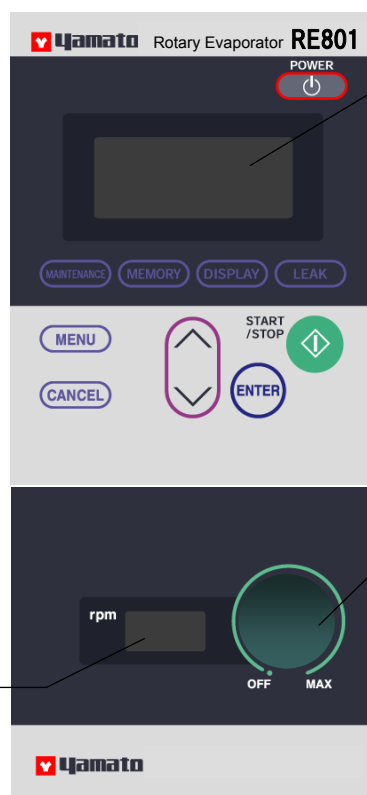 Yamato Rotary Evaporator RE801
POWER
MAINTENANCE MEMORY DISPLAY LEAK
START
/STOP
MENU
ENTER
CANCEL
rpm
OFF MAX
Yamato